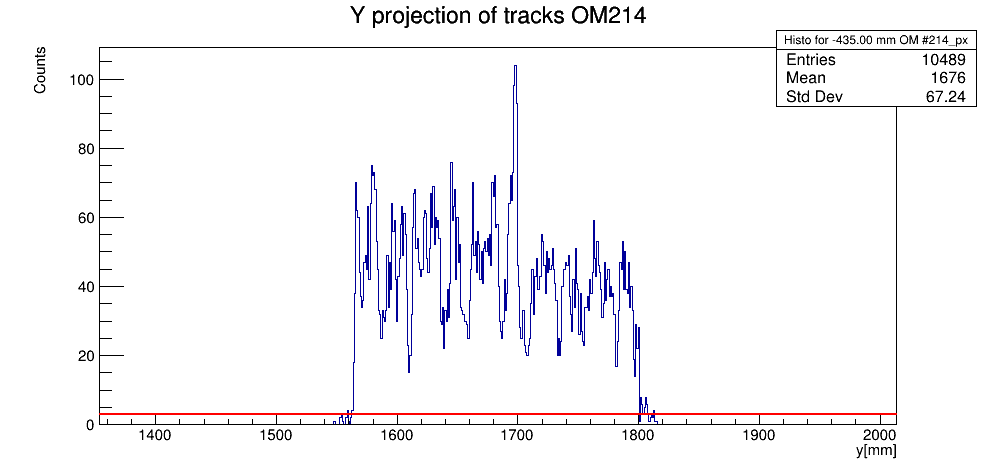 Y projection of tracks OM214
Histo for -435.00 mm OM #214_px
Entries 10489
Mean 1676
Std Dev 67.24
Counts
100
80
60
40
20
0
1400 1500 1600 1700 1800 1900 2000
y[mm]